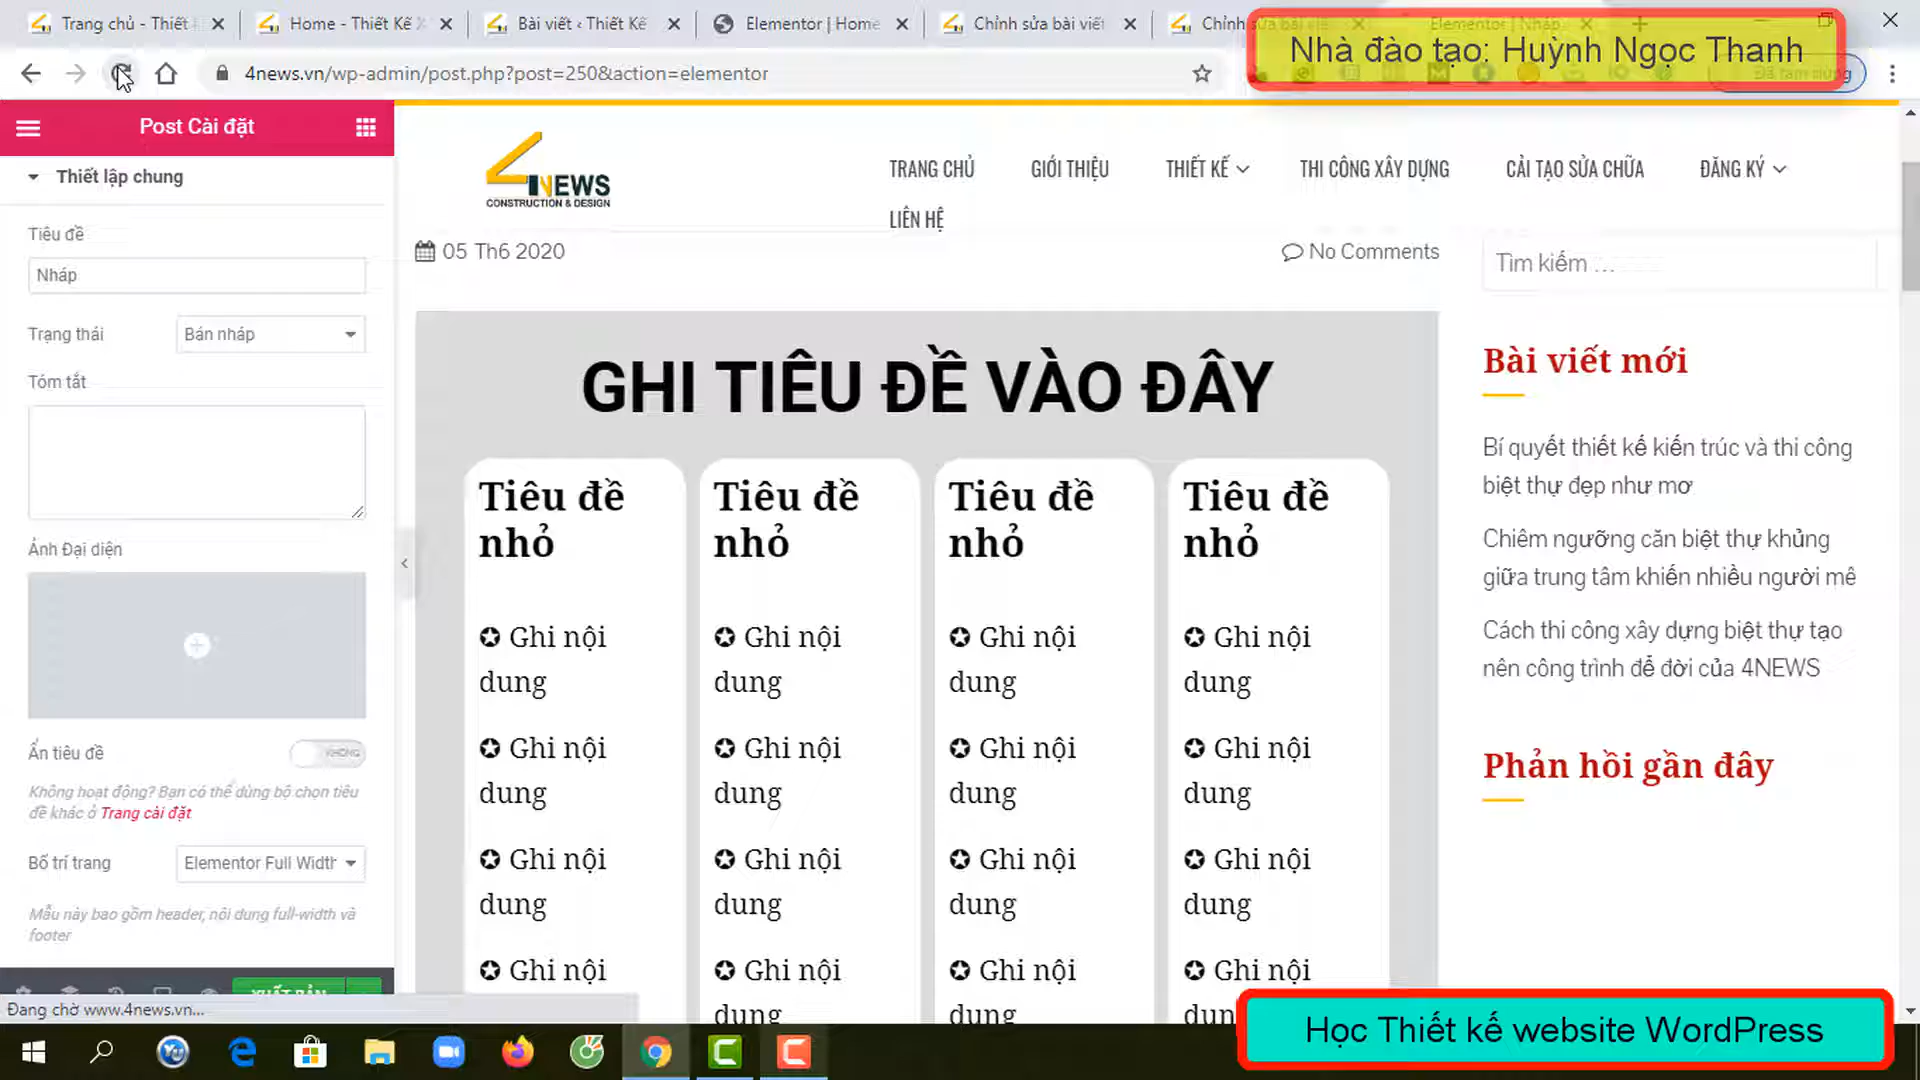 Trang chủ - Thiết
Home - Thiết Kế X
Bài viết ‹ Thiết Kế
Elementor | Home
Chỉnh sửa bài viết
Elementor | Nháp
Nhà đào tạo: Huỳnh Ngọc Thanh
4news.vn/wp-admin/post.php?post=250&action=elementor
Post Cài đặt
Thiết lập chung
Tiêu đề
Nháp
Trạng thái
Bản nháp
Tóm tắt
Ảnh Đại diện
Ẩn tiêu đề
KHÔNG
Không hoạt động? Bạn có thể dùng bộ chọn tiêu
đề khác ở Trang cài đặt
Bố trí trang
Elementor Full Width
Mẫu này bao gồm header, nội dung full-width và
footer
XUẤT BẢN
Đang chờ www.4news.vn...
4NEWS
CONSTRUCTION & DESIGN
TRANG CHỦ
GIỚI THIỆU
THIẾT KẾ
THI CÔNG XÂY DỰNG
CẢI TẠO SỬA CHỮA
ĐĂNG KÝ
LIÊN HỆ
05 Th6 2020
No Comments
GHI TIÊU ĐỀ VÀO ĐÂY
Tiêu đề
nhỏ
Ghi nội
dung
Ghi nội
dung
Ghi nội
dung
Ghi nội
dung
Tiêu đề
nhỏ
Ghi nội
dung
Ghi nội
dung
Ghi nội
dung
Ghi nội
dung
Tiêu đề
nhỏ
Ghi nội
dung
Ghi nội
dung
Ghi nội
dung
Ghi nội
dung
Tiêu đề
nhỏ
Ghi nội
dung
Ghi nội
dung
Ghi nội
dung
Ghi nội
Tìm kiếm …
Bài viết mới
Bí quyết thiết kế kiến trúc và thi công
biệt thự đẹp như mơ
Chiêm ngưỡng căn biệt thự khủng
giữa trung tâm khiến nhiều người mê
Cách thi công xây dựng biệt thự tạo
nên công trình để đời của 4NEWS
Phản hồi gần đây
Học Thiết kế website WordPress